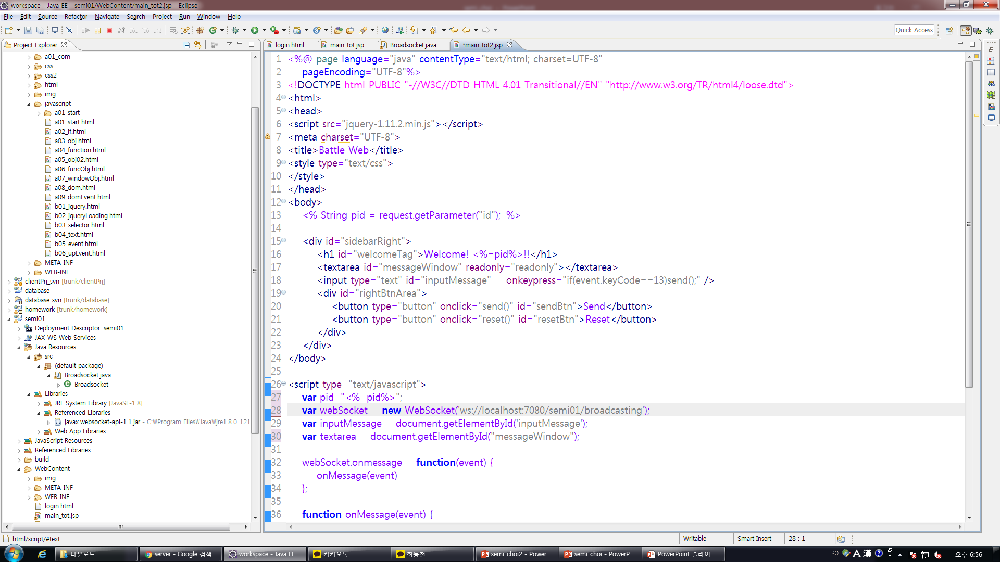 workspace - Java EE - semi01/WebContent/main_tot2.jsp - Eclipse
File Edit Source Refactor Navigate Search Project Run Window Help
Quick Access
Project Explorer
a01_com
css
css2
html
img
javascript
a01_start
a01_start.html
a02_if.html
a03_obj.html
a04_function.html
a05_obj02.html
a06_funcObj.html
a07_windowObj.html
a08_dom.html
a09_domEvent.html
b01_jquery.html
b02_jqueryLoading.html
b03_selector.html
b04_text.html
b05_event.html
b06_upEvent.html
META-INF
WEB-INF
clientPrj_svn [trunk/clientPrj]
database
database_svn [trunk/database]
homework [trunk/homework]
semi01
Deployment Descriptor: semi01
JAX-WS Web Services
Java Resources
src
(default package)
Broadsocket.java
Broadsocket
Libraries
JRE System Library [JavaSE-1.8]
Referenced Libraries
javax.websocket-api-1.1.jar - C:₩Program Files₩Java₩jre1.8.0_121
Web App Libraries
JavaScript Resources
Referenced Libraries
build
WebContent
img
META-INF
WEB-INF
login.html
main_tot.jsp
login.html main_tot.jsp Broadsocket.java *main_tot2.jsp
1 <%@ page language="java" contentType="text/html; charset=UTF-8"
2 pageEncoding="UTF-8"%>
3 <!DOCTYPE html PUBLIC "-//W3C//DTD HTML 4.01 Transitional//EN" "http://www.w3.org/TR/html4/loose.dtd">
4 <html>
5 <head>
6 <script src="jquery-1.11.2.min.js"></script>
7 <meta charset="UTF-8">
8 <title>Battle Web</title>
9 <style type="text/css">
10 </style>
11 </head>
12 <body>
13 <% String pid = request.getParameter("id"); %>
14
15 <div id="sidebarRight">
16 <h1 id="welcomeTag">Welcome! <%=pid%>!!</h1>
17 <textarea id="messageWindow" readonly="readonly"></textarea>
18 <input type="text" id="inputMessage" onkeypress="if(event.keyCode==13)send();" />
19 <div id="rightBtnArea">
20 <button type="button" onclick="send()" id="sendBtn">Send</button>
21 <button type="button" onclick="reset()" id="resetBtn">Reset</button>
22 </div>
23 </div>
24 </body>
25
26 <script type="text/javascript">
27 var pid="<%=pid%>";
28 var webSocket = new WebSocket('ws://localhost:7080/semi01/broadcasting');
29 var inputMessage = document.getElementById('inputMessage');
30 var textarea = document.getElementById("messageWindow");
31
32 webSocket.onmessage = function(event) {
33 onMessage(event)
34 };
35
36 function onMessage(event) {
html/script/#text
Writable Smart Insert 28 : 1
다운로드 server - Google 검색... workspace - Java EE ... 카카오톡 최동철 semi_choi2 - Power... semi_choi - PowerP... PowerPoint 슬라이... KO A 漢 오후 6:56